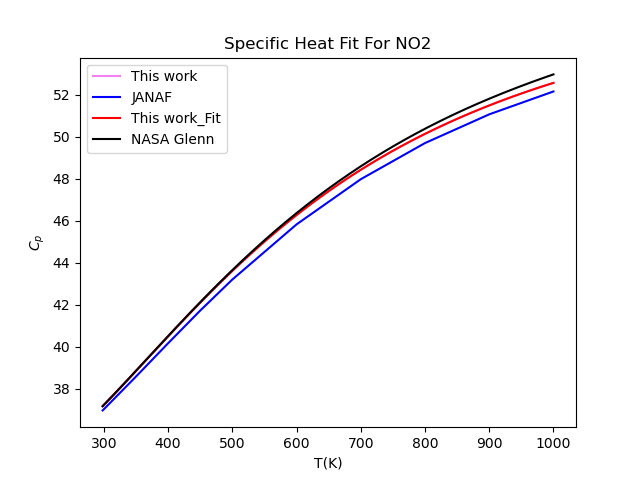 Specific Heat Fit For NO2
This work
JANAF
This work_Fit
NASA Glenn
52
50
48
46
44
42
40
38
Cp
300 400 500 600 700 800 900 1000
T(K)